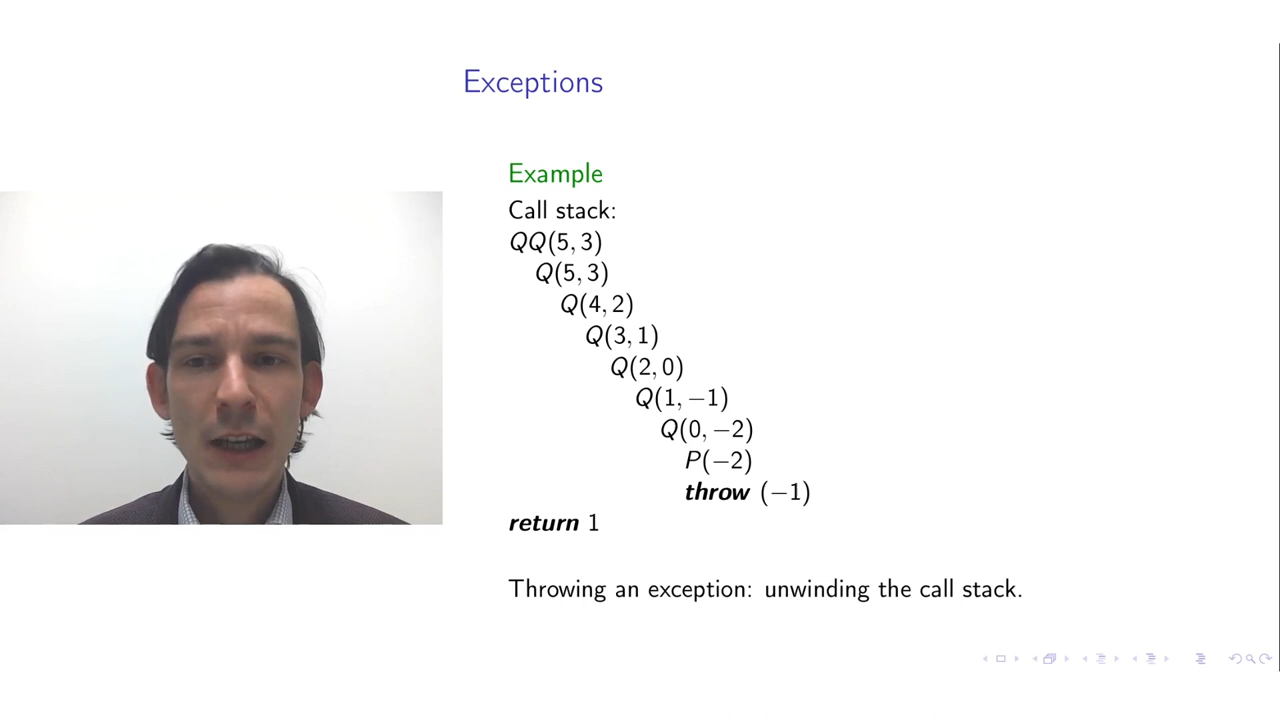 Exceptions
Example
Call stack:
QQ(5, 3)
Q(5, 3)
Q(4, 2)
Q(3, 1)
Q(2, 0)
Q(1, −1)
Q(0, −2)
P(−2)
throw (−1)
return 1
Throwing an exception: unwinding the call stack.